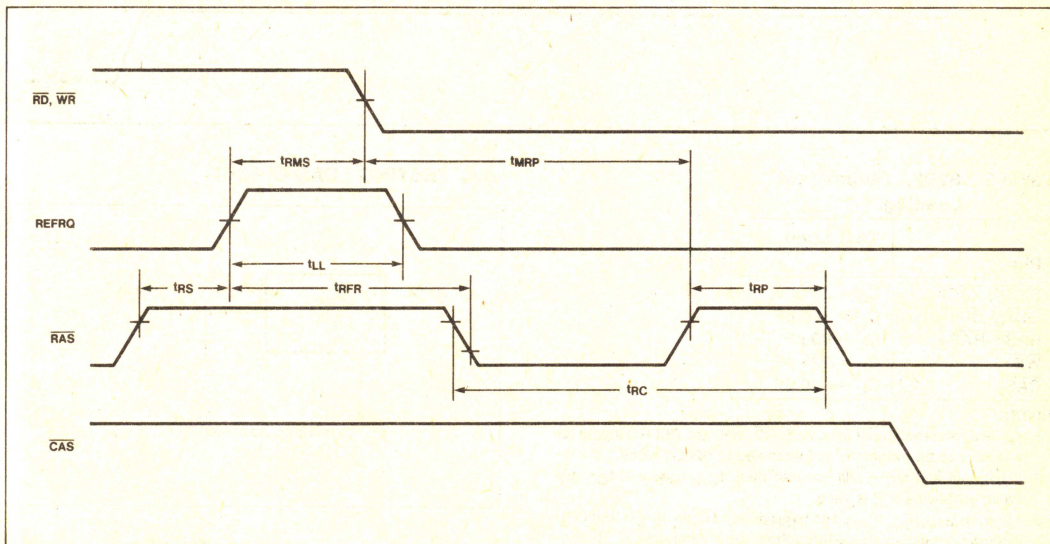 RD, WR
tRMS
tMRP
REFRQ
tLL
tRS
tRFR
tRP
RAS
tRC
CAS